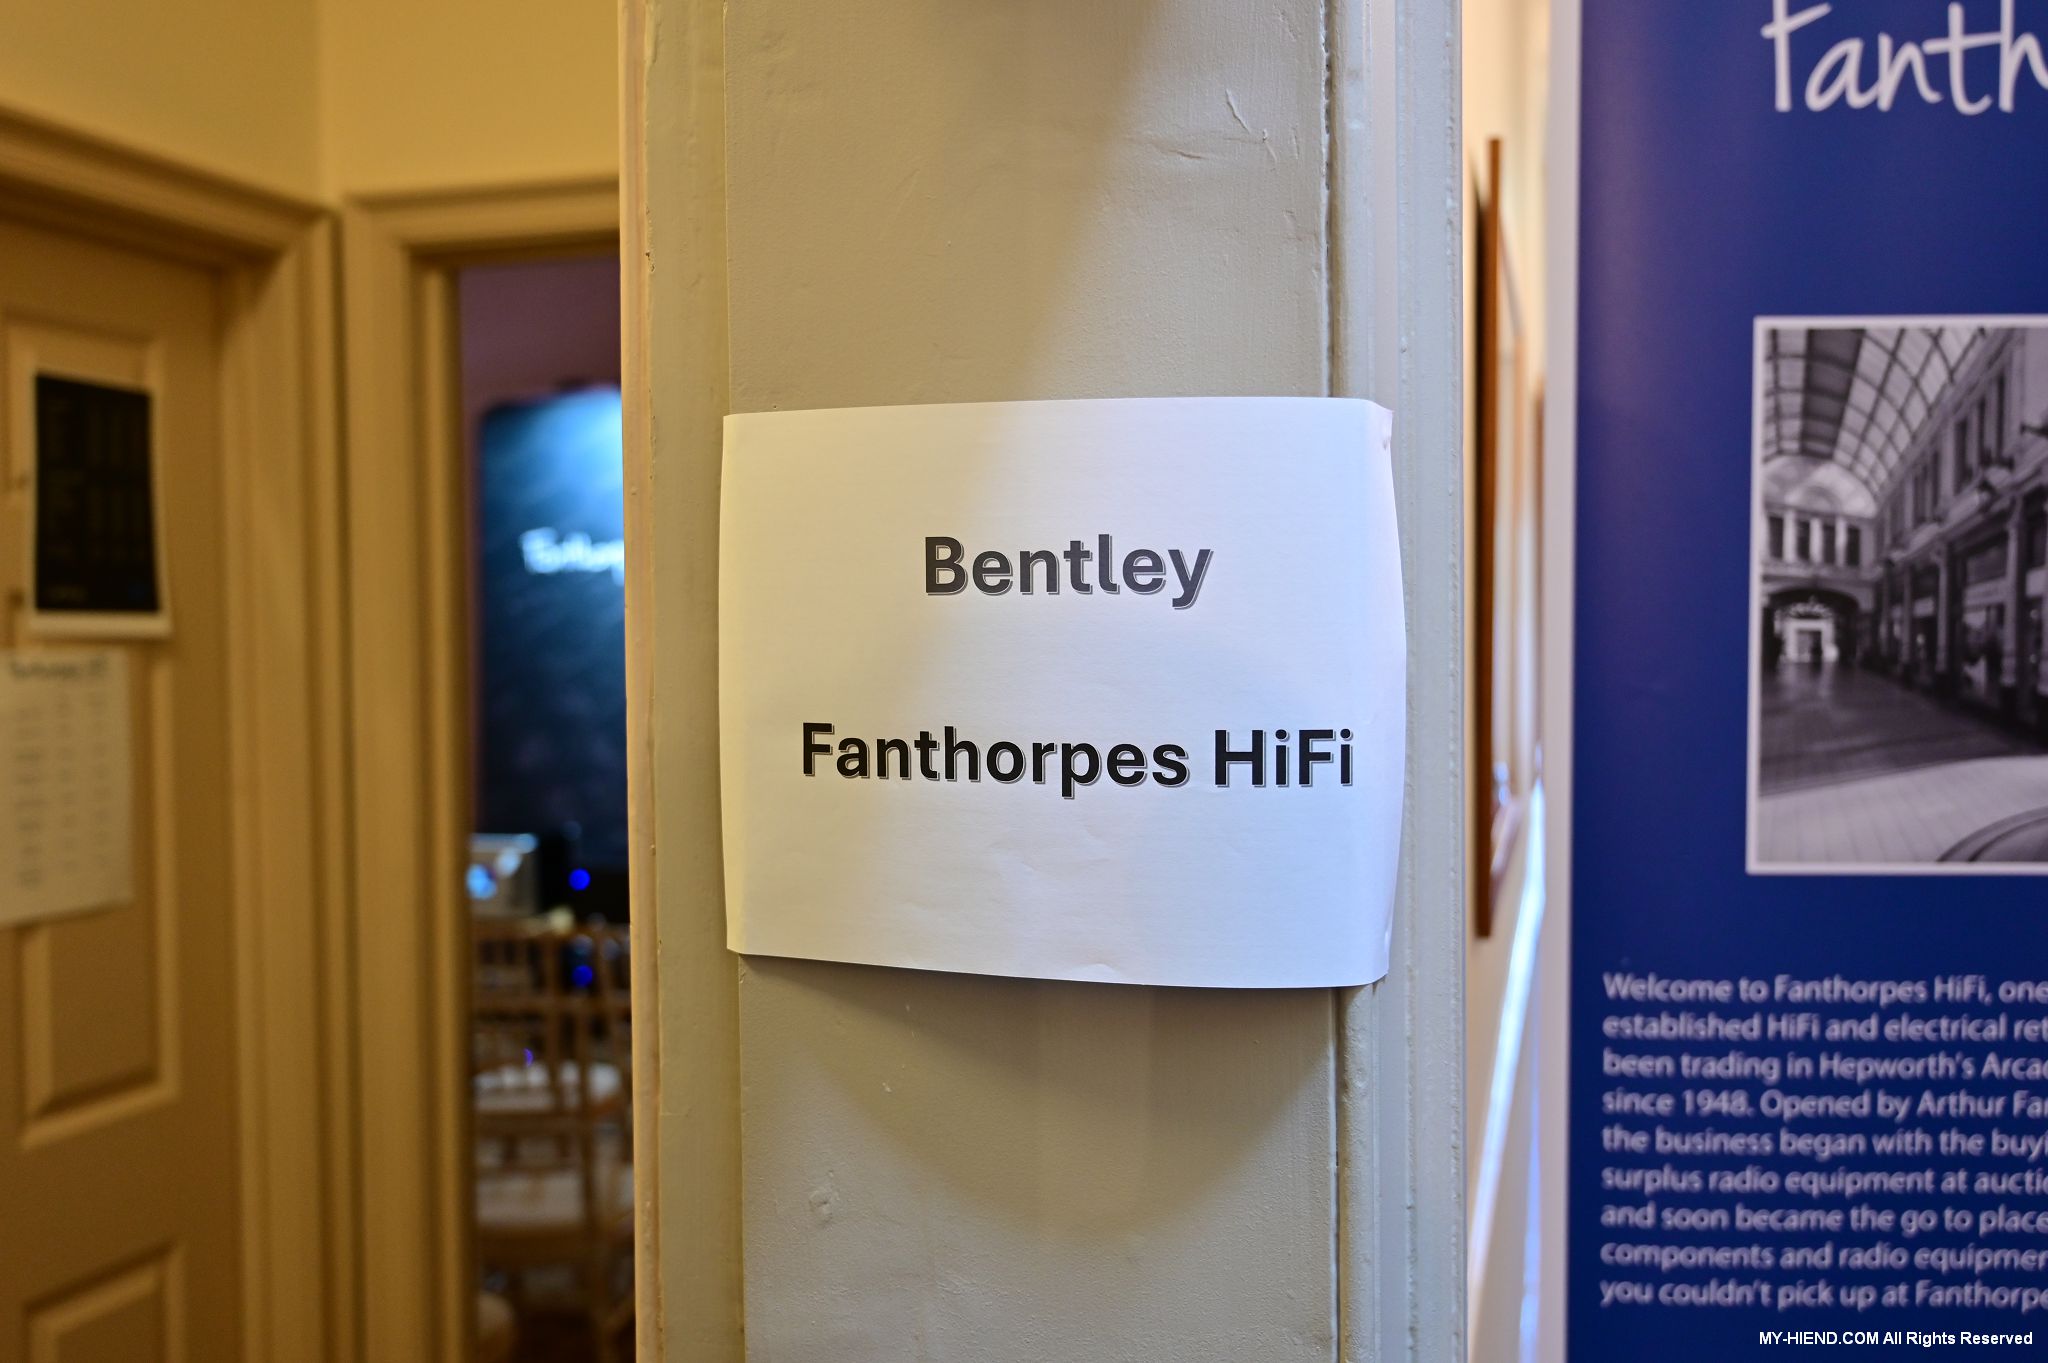 Fanth
Bentley
Fanthorpes HiFi
Welcome to Fanthorpes HiFi, one
established HiFi and electrical ret
been trading in Hepworth's Arca
since 1948. Opened by Arthur Fan
the business began with the buyi
surplus radio equipment at aucti
and soon became the go to place
components and radio equipmen
you couldn't pick up at Fanthorpe
MY-HIEND.COM All Rights Reserved